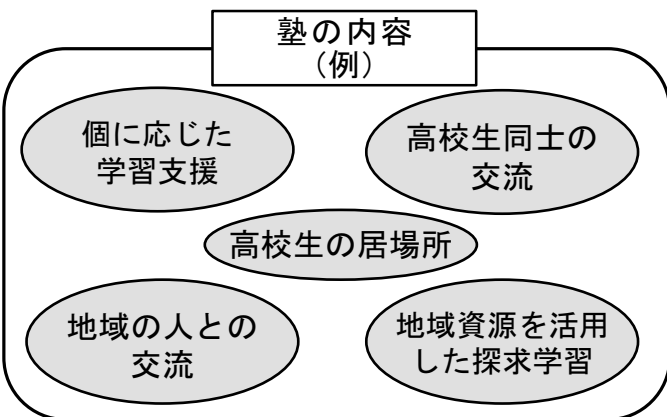 塾の内容
（例）
個に応じた
学習支援
高校生同士の
交流
高校生の居場所
地域の人との
交流
地域資源を活用
した探求学習